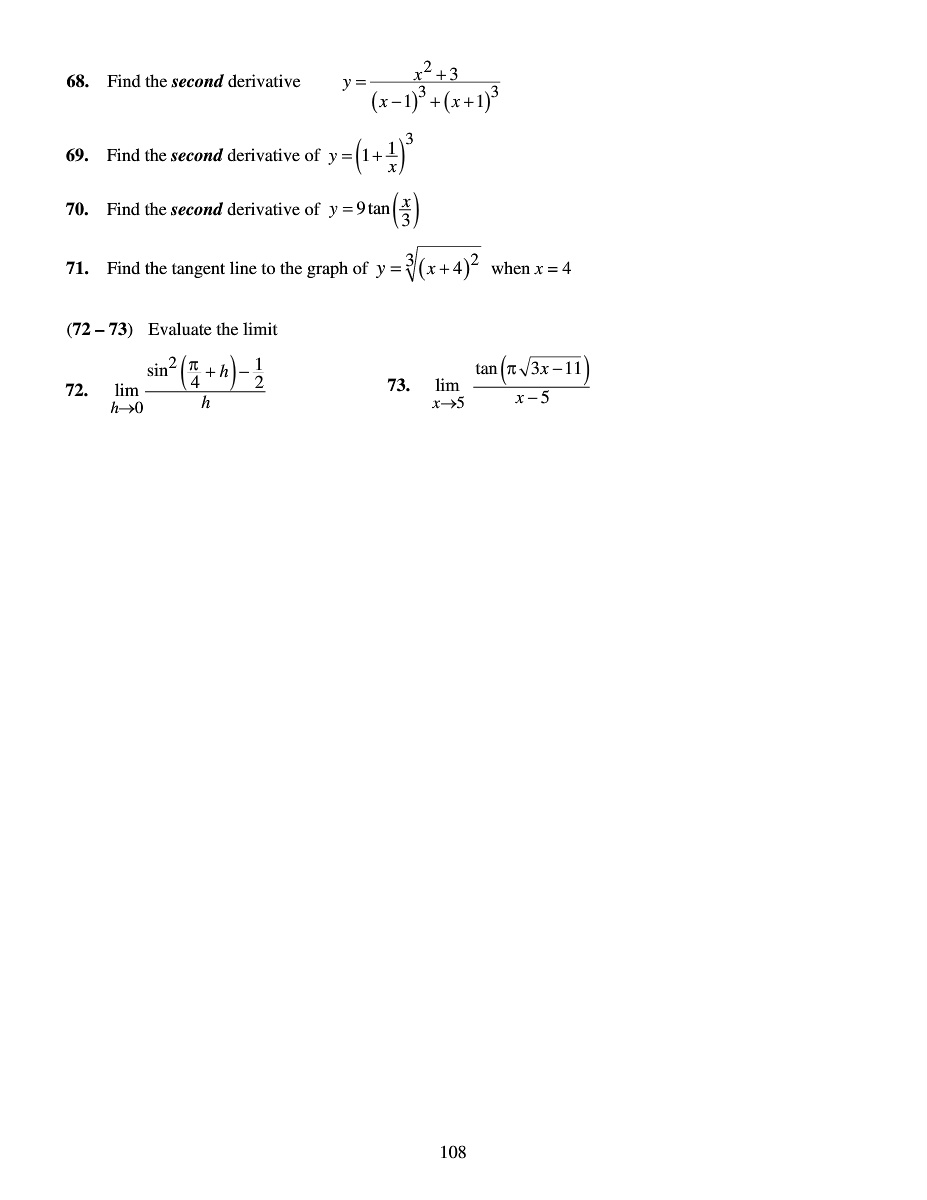 68. Find the second derivative y = \frac{x^2+3}{(x-1)^3+(x+1)^3}
69. Find the second derivative of y = \left(1+\frac{1}{x}\right)^3
70. Find the second derivative of y = 9\tan\left(\frac{x}{3}\right)
71. Find the tangent line to the graph of y = \sqrt[3]{(x+4)^2} when x = 4
(72 – 73) Evaluate the limit
72. \lim_{h \to 0} \frac{\sin^2\left(\frac{π}{4}+h\right)-\frac{1}{2}}{h} 73. \lim_{x \to 5} \frac{\tan\left(π\sqrt{3x-11}\right)}{x-5}
108